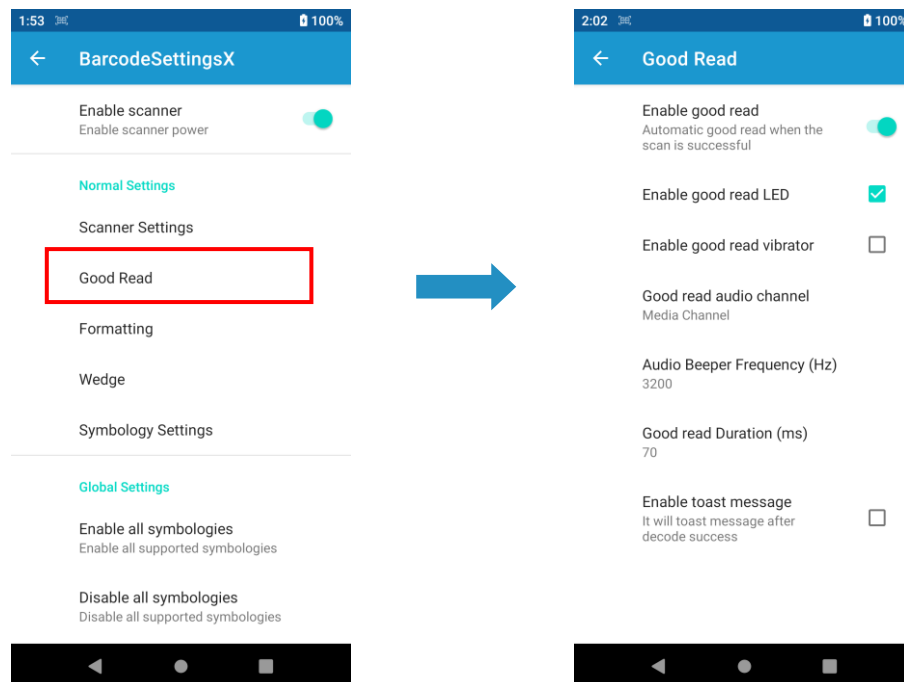 1:53 100%
BarcodeSettingsX
Enable scanner
Enable scanner power
Normal Settings
Scanner Settings
Good Read
Formatting
Wedge
Symbology Settings
Global Settings
Enable all symbologies
Enable all supported symbologies
Disable all symbologies
Disable all supported symbologies
2:02 100%
Good Read
Enable good read
Automatic good read when the
scan is successful
Enable good read LED
Enable good read vibrator
Good read audio channel
Media Channel
Audio Beeper Frequency (Hz)
3200
Good read Duration (ms)
70
Enable toast message
It will toast message after
decode success